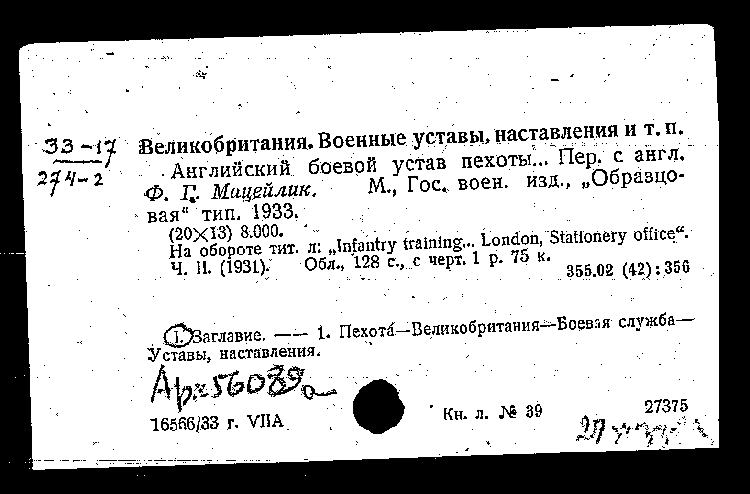 33-17
274-2
Великобритания. Военные уставы, наставления и т. п.
Английский боевой устав пехоты... Пер. с англ.
Ф. Г. Мацейлик. М., Гос. воен. изд., „Образцо-
вая“ тип. 1933.
(20×13) 8.000.
На обороте тит. л: „Infantry training... London, Stationery office“.
Ч. II. (1931). Обл., 128 с., с черт. 1 р. 75 к.
355.02 (42) : 356
I. Заглавие. —— 1. Пехота—Великобритания—Боевая служба—
Уставы, наставления.
16566/33 г. VIIA
Кн. л. № 39
27375